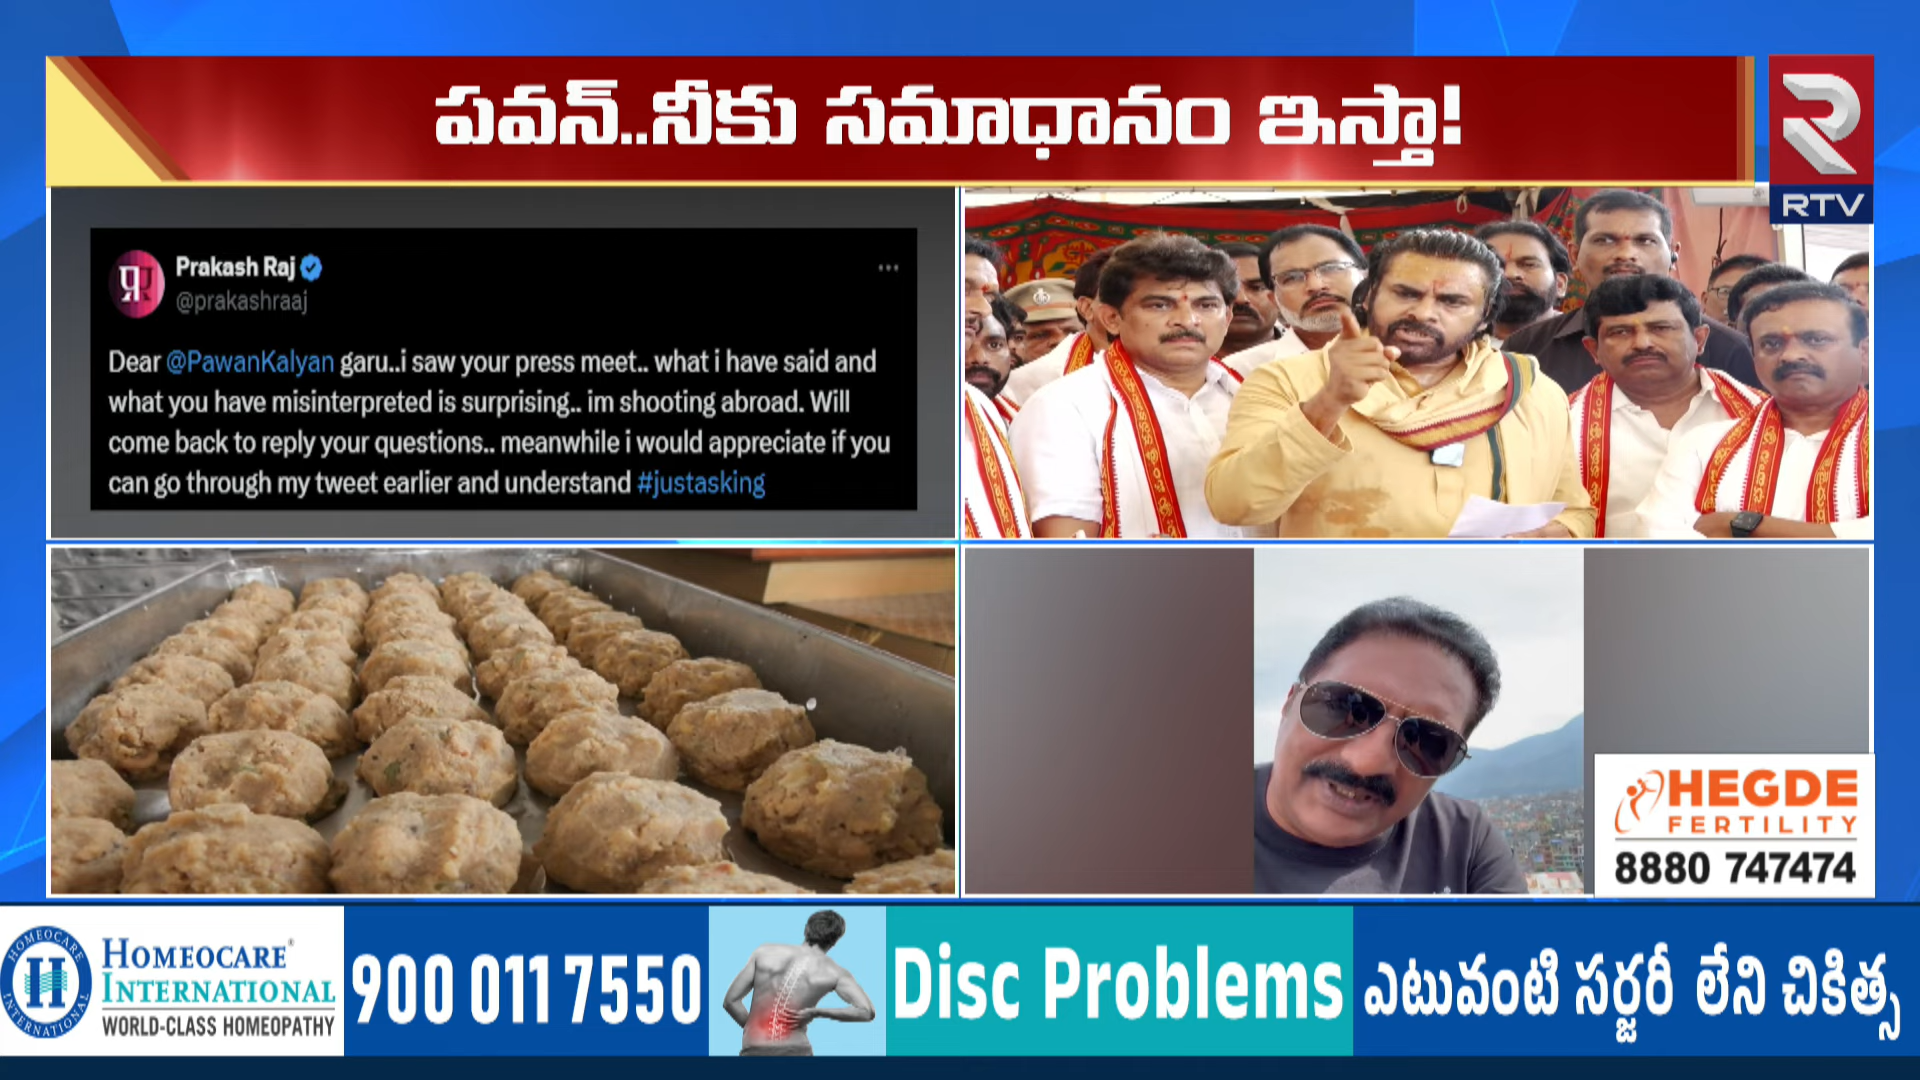 పవన్..నీకు సమాధానం ఇస్తా!
RTV
Prakash Raj
@prakashraaj
Dear @PawanKalyan garu..i saw your press meet.. what i have said and
what you have misinterpreted is surprising.. im shooting abroad. Will
come back to reply your questions.. meanwhile i would appreciate if you
can go through my tweet earlier and understand #justasking
HEGDE
FERTILITY
8880 747474
HOMEOCARE
INTERNATIONAL
HOMEOCARE
INTERNATIONAL
WORLD-CLASS HOMEOPATHY
900 011 7550
Disc Problems
ఎటువంటి సర్జరీ లేని చికిత్స